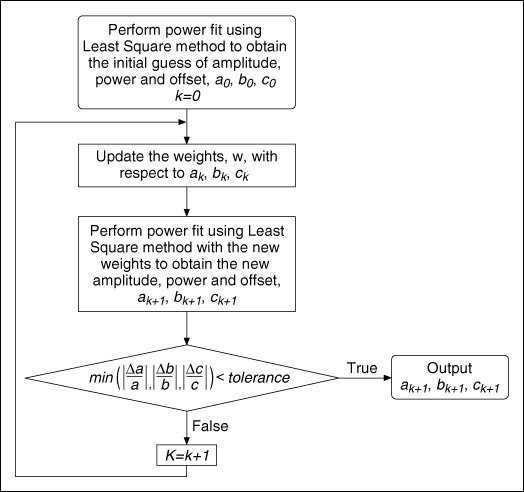 Perform power fit using
Least Square method to obtain
the initial guess of amplitude,
power and offset, a0, b0, c0
k=0
Update the weights, w, with
respect to ak, bk, ck
Perform power fit using Least
Square method with the new
weights to obtain the new
amplitude, power and offset,
ak+1, bk+1, ck+1
min(|Δa/a|,|Δb/b|,|Δc/c|)< tolerance
True
Output
ak+1, bk+1, ck+1
False
K=k+1